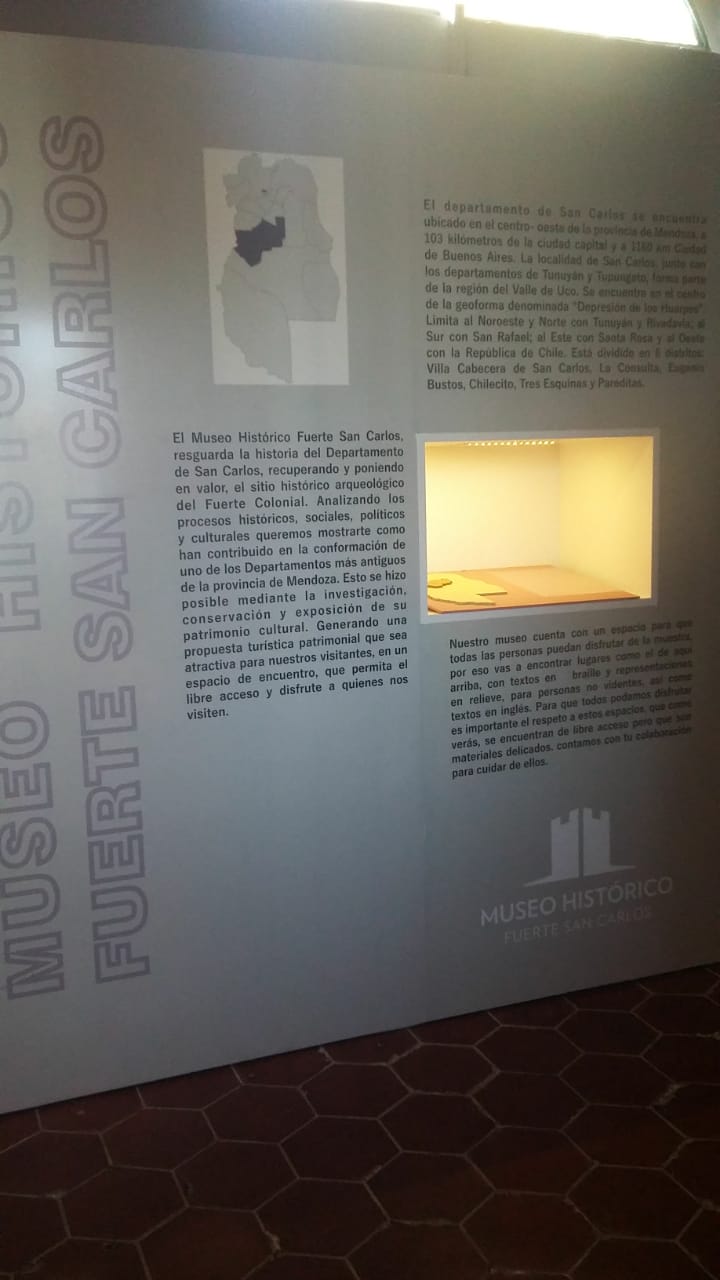 MUSEO HISTÓRICO
FUERTE SAN CARLOS
El departamento de San Carlos se encuentra
ubicado en el centro- oeste de la provincia de Mendoza, a
103 kilómetros de la ciudad capital y a 1160 km Ciudad
de Buenos Aires. La localidad de San Carlos, junto con
los departamentos de Tunuyán y Tupungato, forma parte
de la región del Valle de Uco. Se encuentra en el centro
de la geoforma denominada "Depresión de los Huarpes".
Limita al Noroeste y Norte con Tunuyán y Rivadavia; al
Sur con San Rafael; al Este con Santa Rosa y al Oeste
con la República de Chile. Está dividido en 6 distritos:
Villa Cabecera de San Carlos, La Consulta, Eugenio
Bustos, Chilecito, Tres Esquinas y Pareditas.
El Museo Histórico Fuerte San Carlos,
resguarda la historia del Departamento
de San Carlos, recuperando y poniendo
en valor, el sitio histórico arqueológico
del Fuerte Colonial. Analizando los
procesos históricos, sociales, políticos
y culturales queremos mostrarte como
han contribuido en la conformación de
uno de los Departamentos más antiguos
de la provincia de Mendoza. Esto se hizo
posible mediante la investigación,
conservación y exposición de su
patrimonio cultural. Generando una
propuesta turística patrimonial que sea
atractiva para nuestros visitantes, en un
espacio de encuentro, que permita el
libre acceso y disfrute a quienes nos
visiten.
Nuestro museo cuenta con un espacio para que
todas las personas puedan disfrutar de la muestra,
por eso vas a encontrar lugares como el de aquí
arriba, con textos en braille y representaciones
en relieve, para personas no videntes, así como
textos en inglés. Para que todos podamos disfrutar
es importante el respeto a estos espacios, que como
verás, se encuentran de libre acceso pero que son
materiales delicados, contamos con tu colaboración
para cuidar de ellos.
MUSEO HISTÓRICO
FUERTE SAN CARLOS